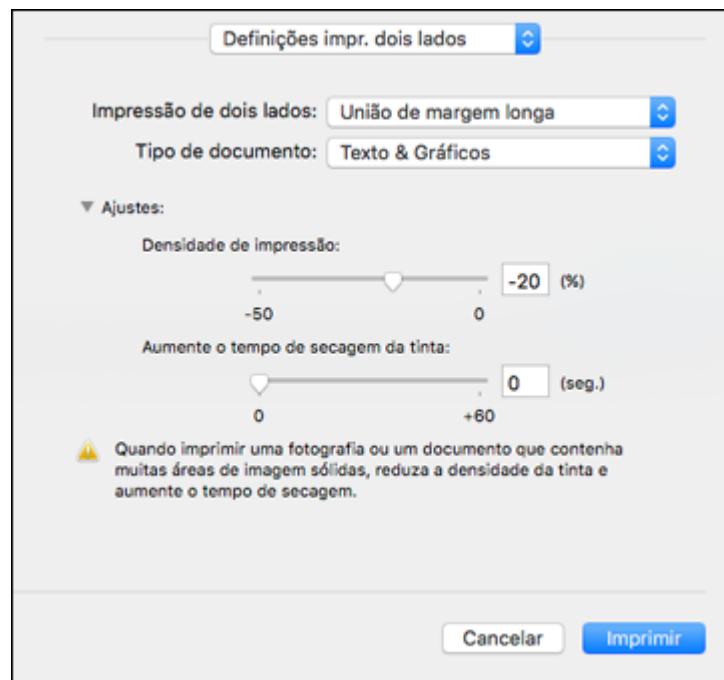 Definições impr. dois lados
Impressão de dois lados: União de margem longa
Tipo de documento: Texto & Gráficos
Ajustes:
Densidade de impressão:
-20 (%)
-50 0
Aumente o tempo de secagem da tinta:
0 (seg.)
0 +60
Quando imprimir uma fotografia ou um documento que contenha
muitas áreas de imagem sólidas, reduza a densidade da tinta e
aumente o tempo de secagem.
Cancelar Imprimir